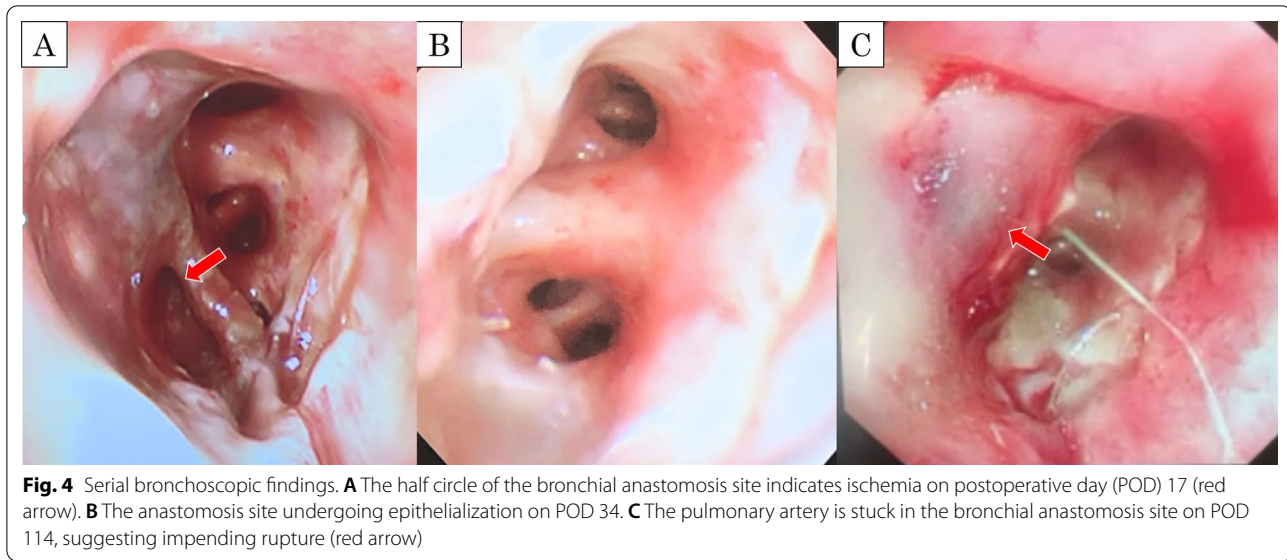 A
B
C
Fig. 4 Serial bronchoscopic findings. A The half circle of the bronchial anastomosis site indicates ischemia on postoperative day (POD) 17 (red
arrow). B The anastomosis site undergoing epithelialization on POD 34. C The pulmonary artery is stuck in the bronchial anastomosis site on POD
114, suggesting impending rupture (red arrow)